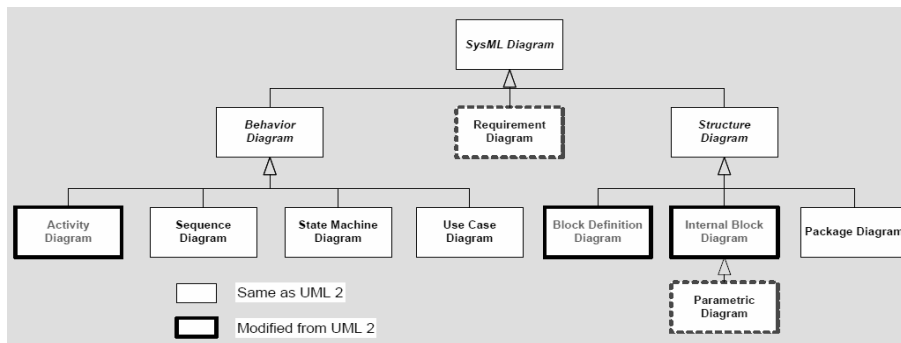 SysML Diagram
Behavior
Diagram
Requirement
Diagram
Structure
Diagram
Activity
Diagram
Sequence
Diagram
State Machine
Diagram
Use Case
Diagram
Block Definition
Diagram
Internal Block
Diagram
Package Diagram
Same as UML 2
Parametric
Diagram
Modified from UML 2